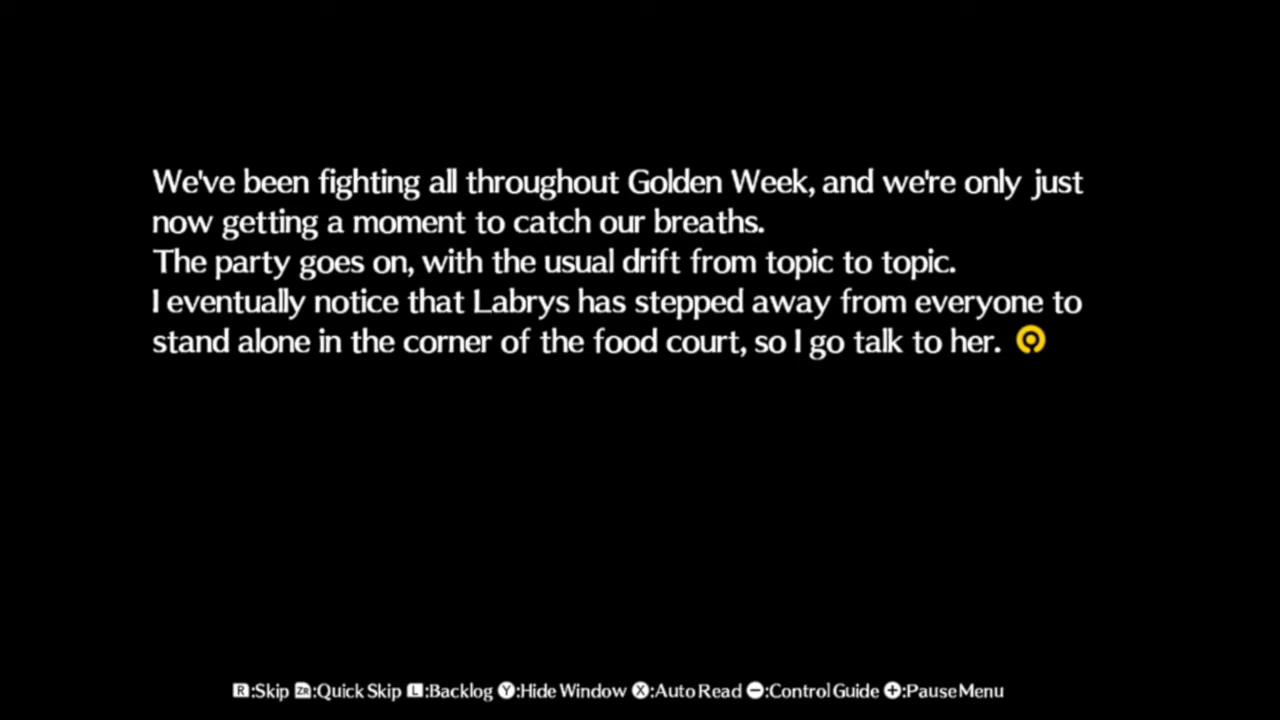 We've been fighting all throughout Golden Week, and we're only just
now getting a moment to catch our breaths.
The party goes on, with the usual drift from topic to topic.
I eventually notice that Labrys has stepped away from everyone to
stand alone in the corner of the food court, so I go talk to her.
R:Skip ZR:Quick Skip L:Backlog Y:Hide Window X:Auto Read -:Control Guide +:Pause Menu